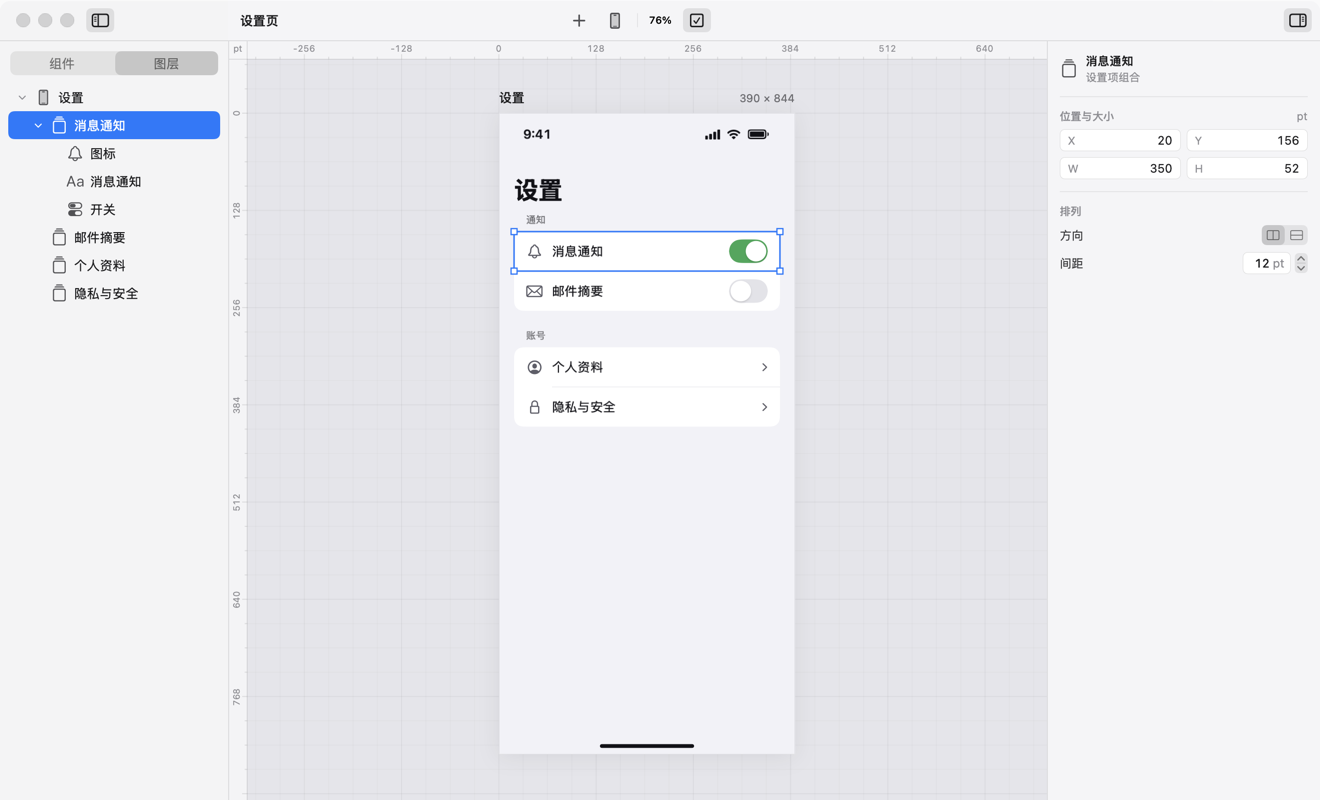 设置页
76%
组件
图层
设置
消息通知
图标
Aa 消息通知
开关
邮件摘要
个人资料
隐私与安全
pt
-256
-128
0
128
256
384
512
640
0
128
256
384
512
640
768
设置
390 × 844
9:41
设置
通知
消息通知
邮件摘要
账号
个人资料
隐私与安全
消息通知
设置项组合
位置与大小 pt
X 20 Y 156
W 350 H 52
排列
方向
间距 12 pt